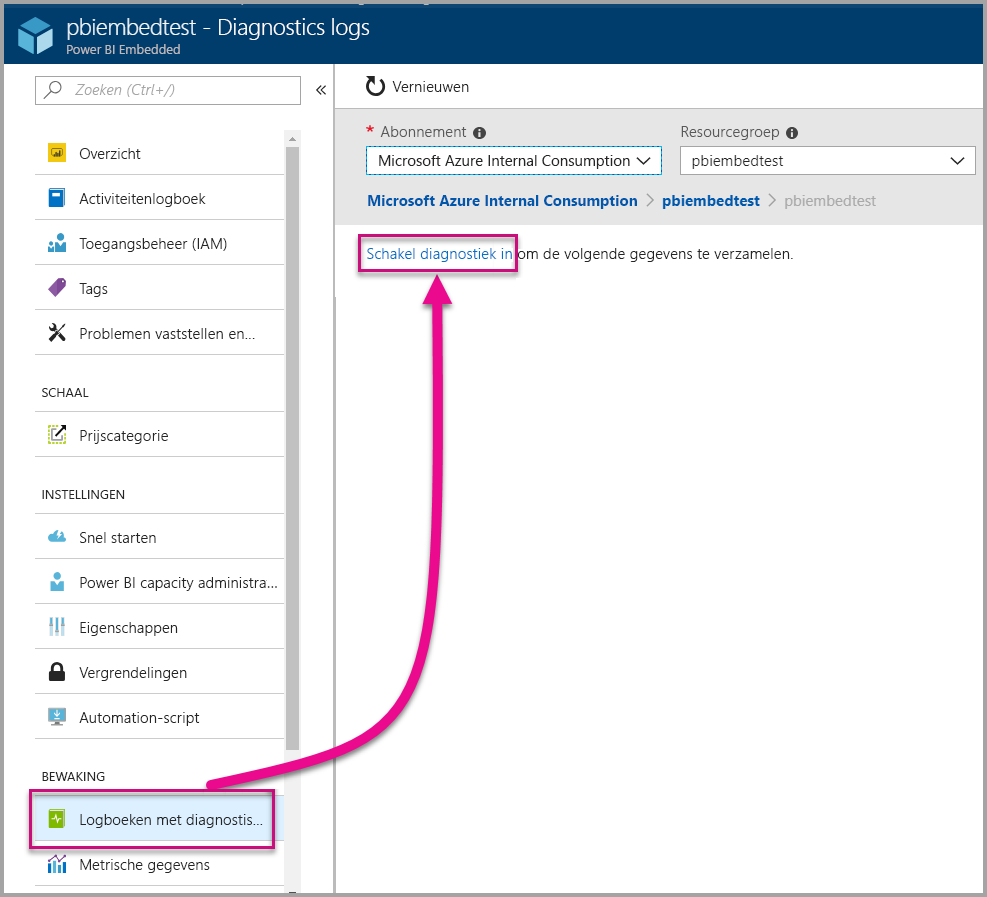 pbiembedtest - Diagnostics logs
Power BI Embedded
Zoeken (Ctrl+/)
«
Overzicht
Activiteitenlogboek
Toegangsbeheer (IAM)
Tags
Problemen vaststellen en...
SCHAAL
Prijscategorie
INSTELLINGEN
Snel starten
Power BI capacity administra...
Eigenschappen
Vergrendelingen
Automation-script
BEWAKING
Logboeken met diagnostis...
Metrische gegevens
Vernieuwen
* Abonnement
Resourcegroep
Microsoft Azure Internal Consumption
pbiembedtest
Microsoft Azure Internal Consumption > pbiembedtest > pbiembedtest
Schakel diagnostiek in om de volgende gegevens te verzamelen.